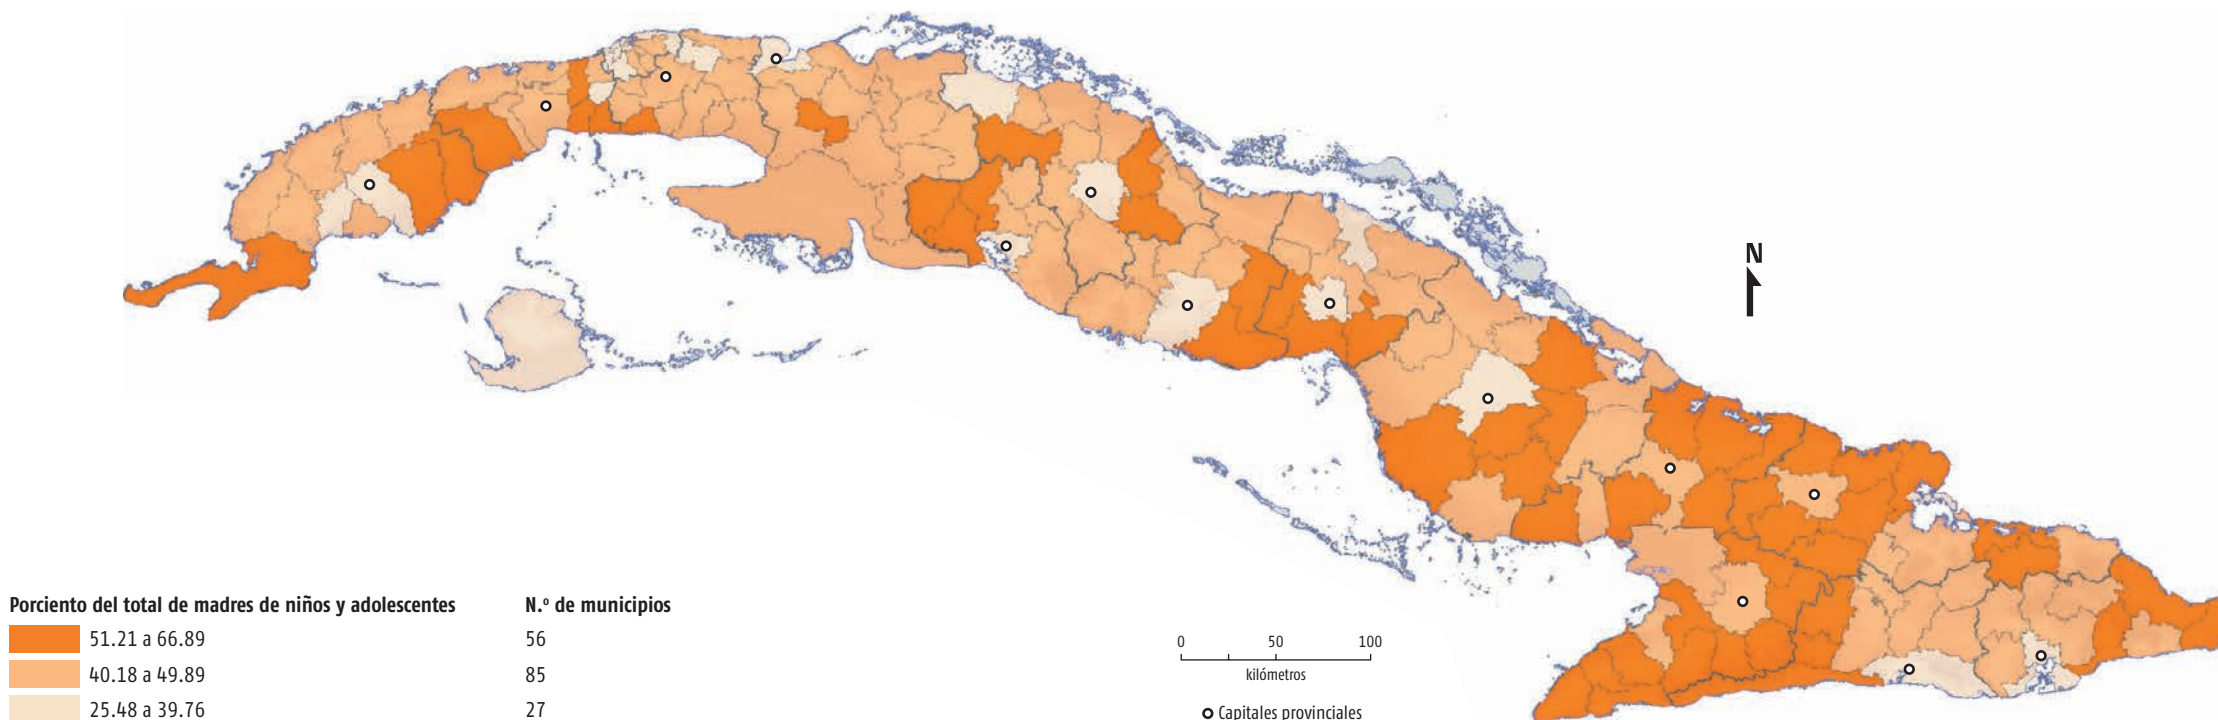 N
Porciento del total de madres de niños y adolescentes N.º de municipios
51.21 a 66.89 56
40.18 a 49.89 85
25.48 a 39.76 27
0 50 100
kilómetros
Capitales provinciales